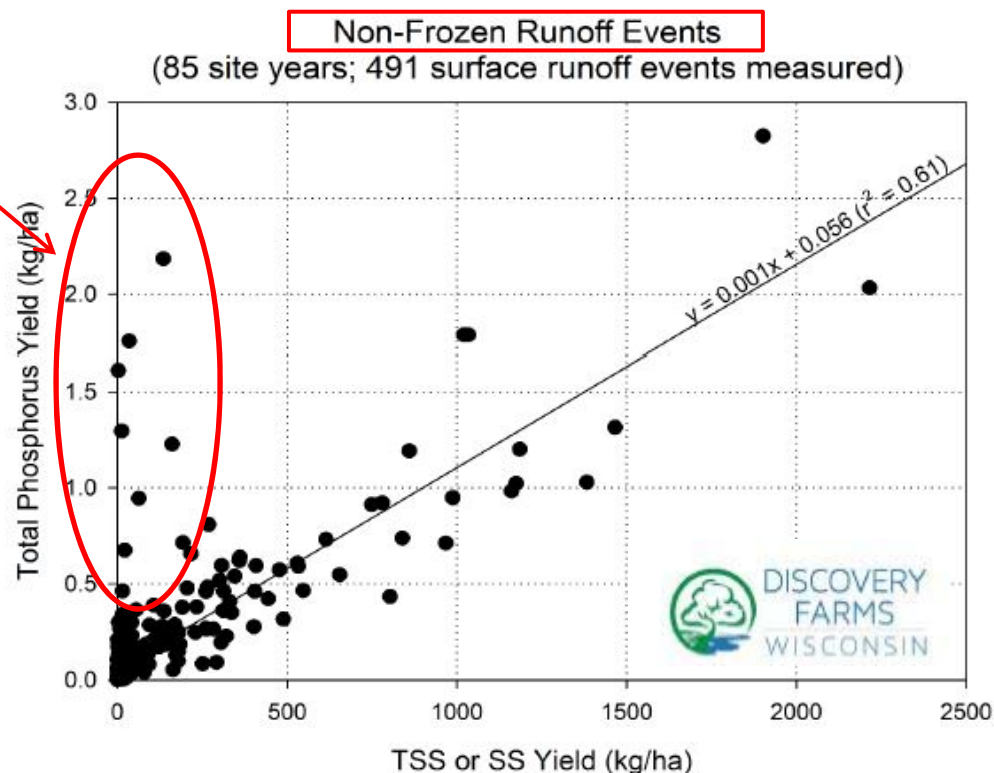 Non-Frozen Runoff Events
(85 site years; 491 surface runoff events measured)
Total Phosphorus Yield (kg/ha)
3.0
2.5
2.0
1.5
1.0
0.5
0.0
y = 0.001x + 0.056 (r² = 0.61)
DISCOVERY
FARMS
WISCONSIN
0 500 1000 1500 2000 2500
TSS or SS Yield (kg/ha)